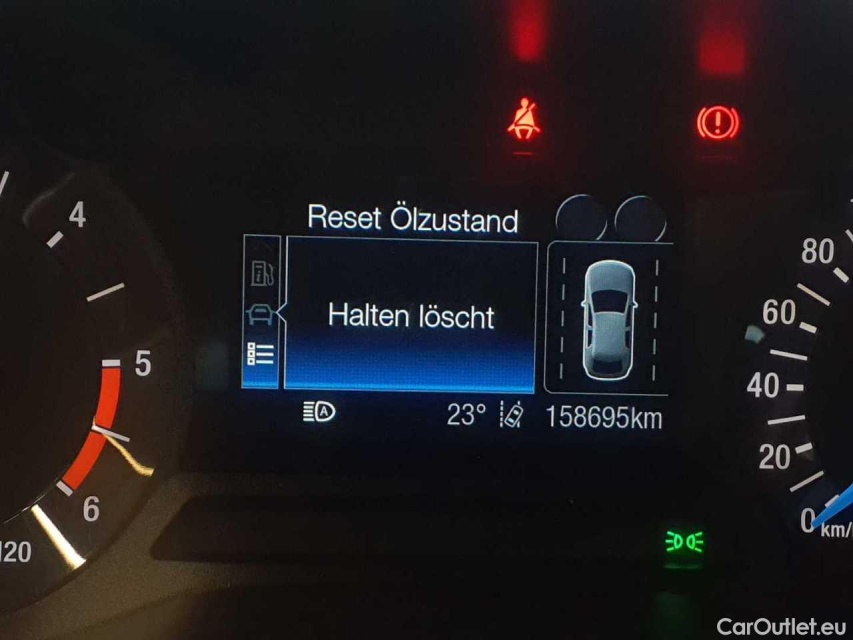 Reset Ölzustand
Halten löscht
23° 158695km
4
5
6
120
80
60
40
20
0
km/
CarOutlet.eu